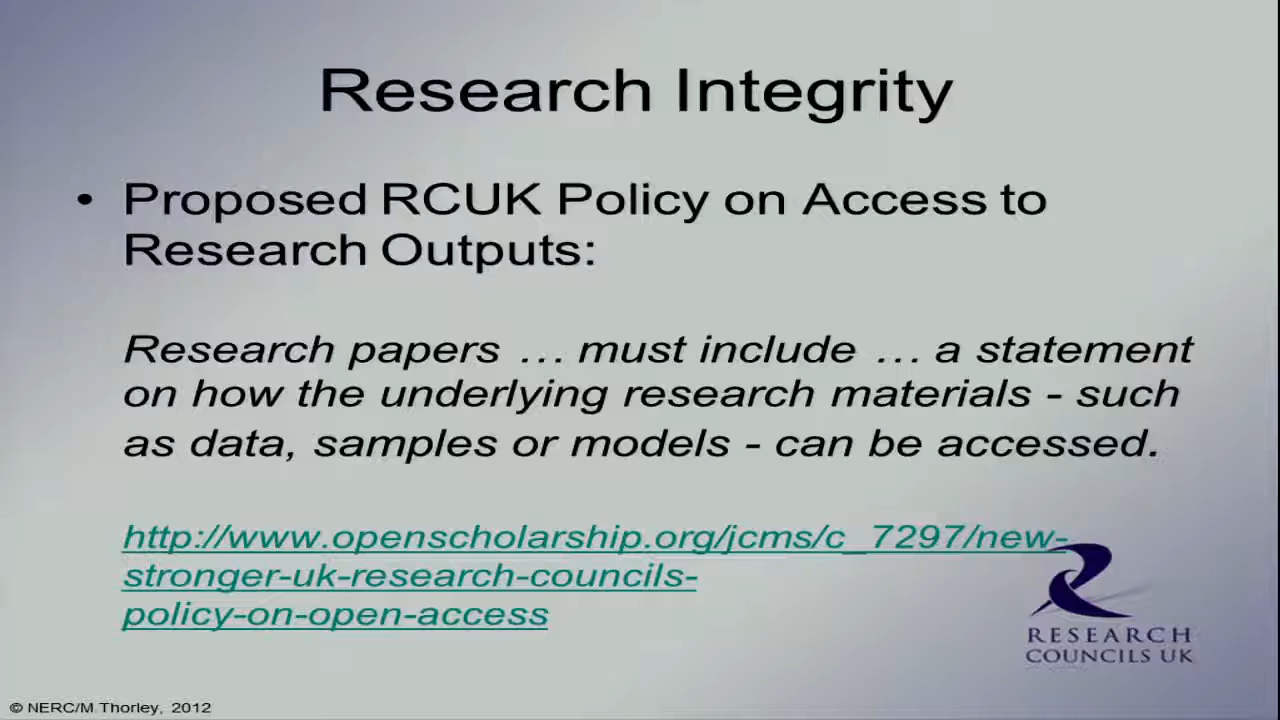 Research Integrity
• Proposed RCUK Policy on Access to
Research Outputs:
Research papers … must include … a statement
on how the underlying research materials - such
as data, samples or models - can be accessed.
http://www.openscholarship.org/jcms/c_7297/new-
stronger-uk-research-councils-
policy-on-open-access
RESEARCH
COUNCILS UK
© NERC/M Thorley, 2012